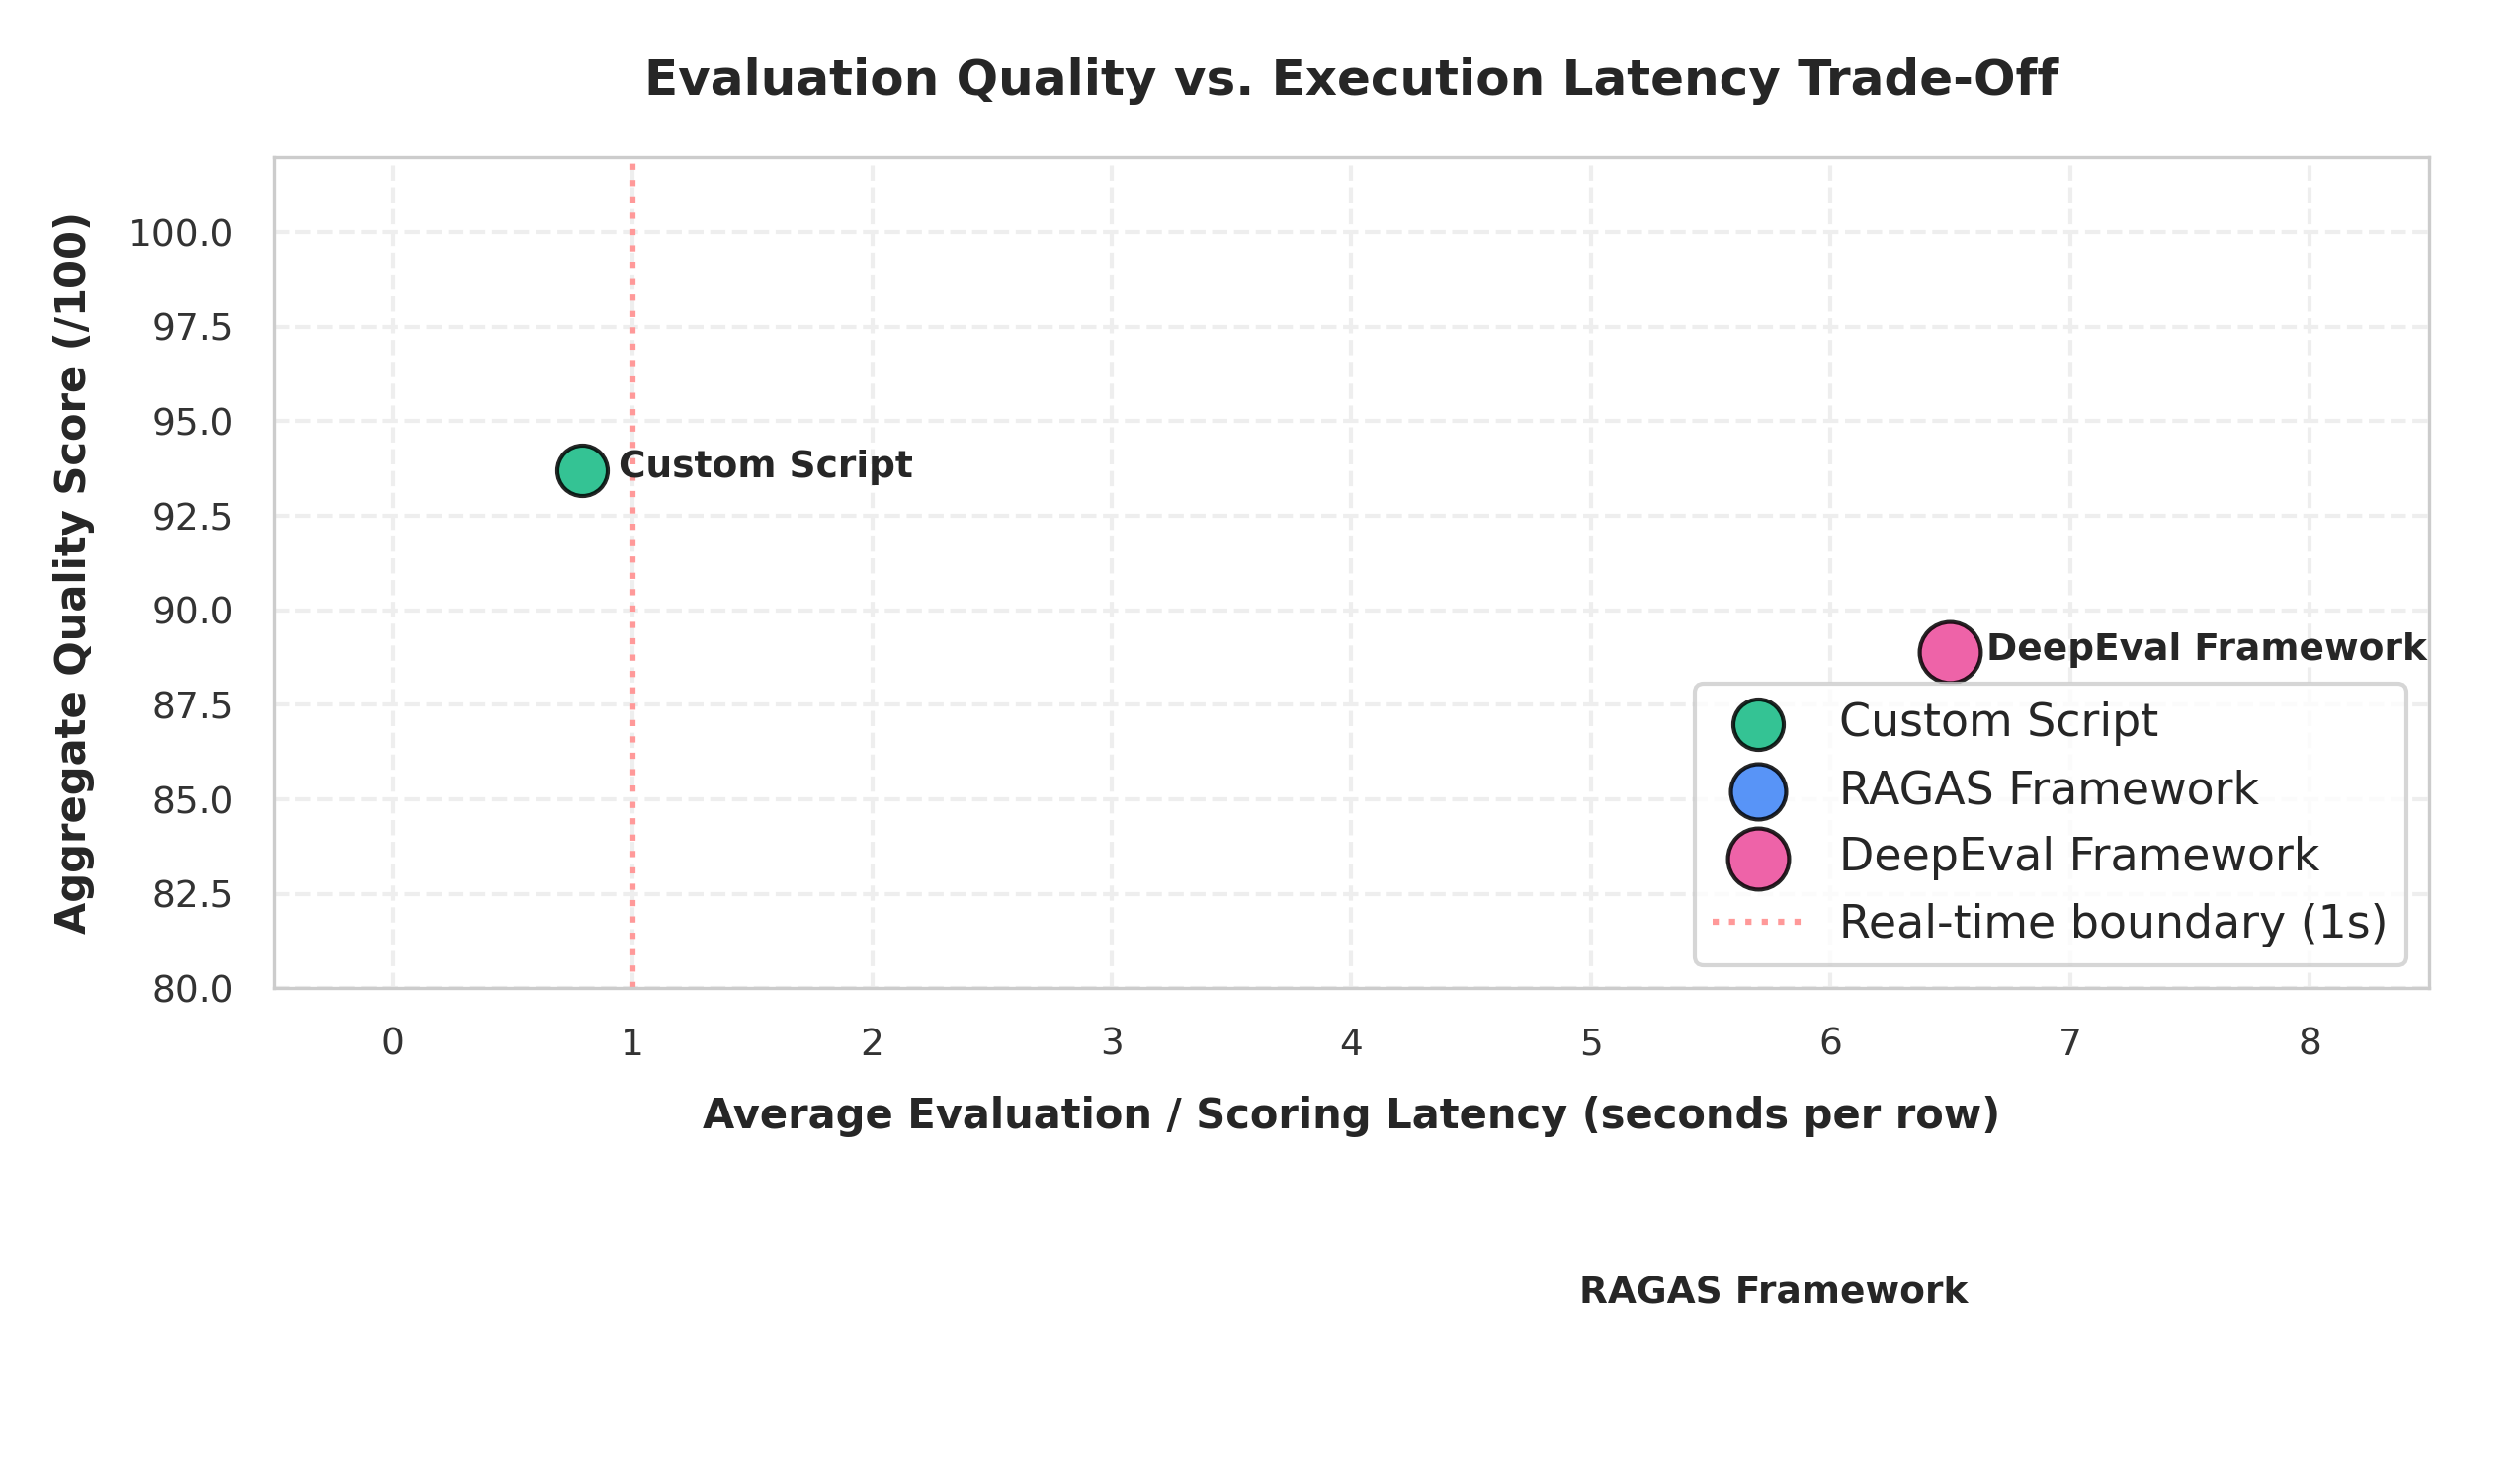 Evaluation Quality vs. Execution Latency Trade-Off
Aggregate Quality Score (/100)
100.0
97.5
95.0
92.5
90.0
87.5
85.0
82.5
80.0
Custom Script
DeepEval Framework
Custom Script
RAGAS Framework
DeepEval Framework
Real-time boundary (1s)
0 1 2 3 4 5 6 7 8
Average Evaluation / Scoring Latency (seconds per row)
RAGAS Framework